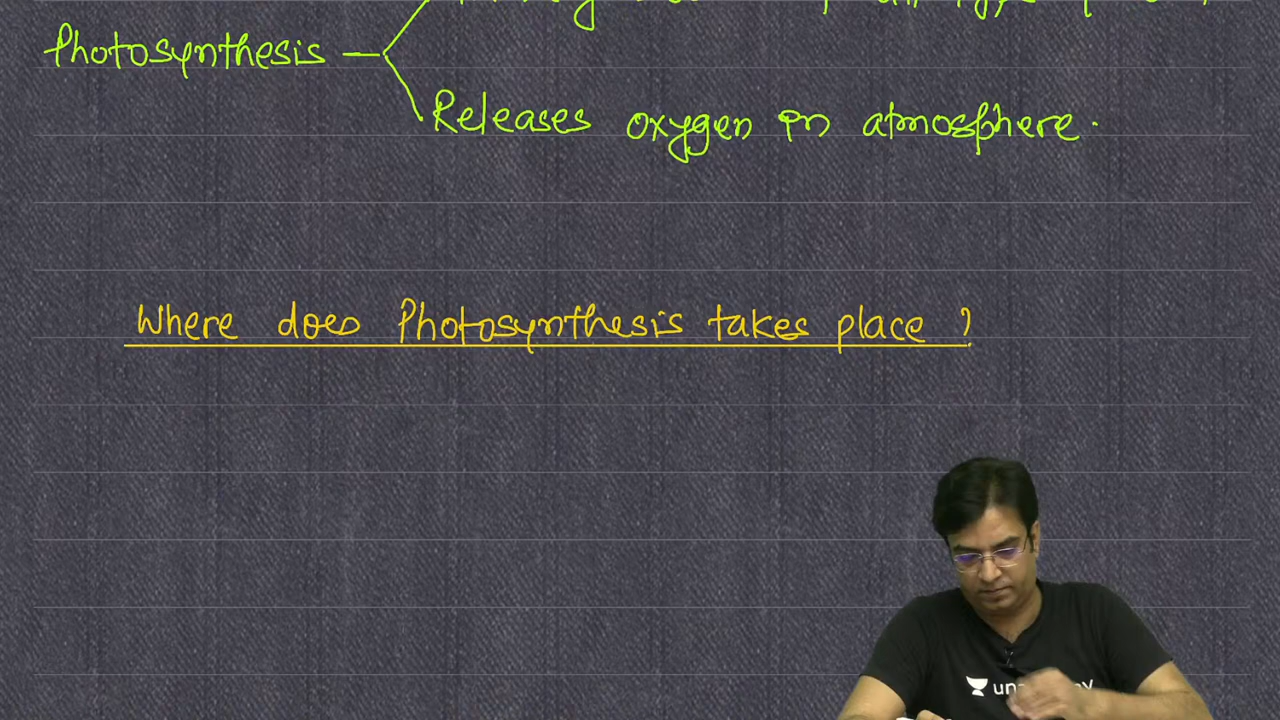 Photosynthesis
Releases oxygen in atmosphere.
Where does Photosynthesis takes place ?